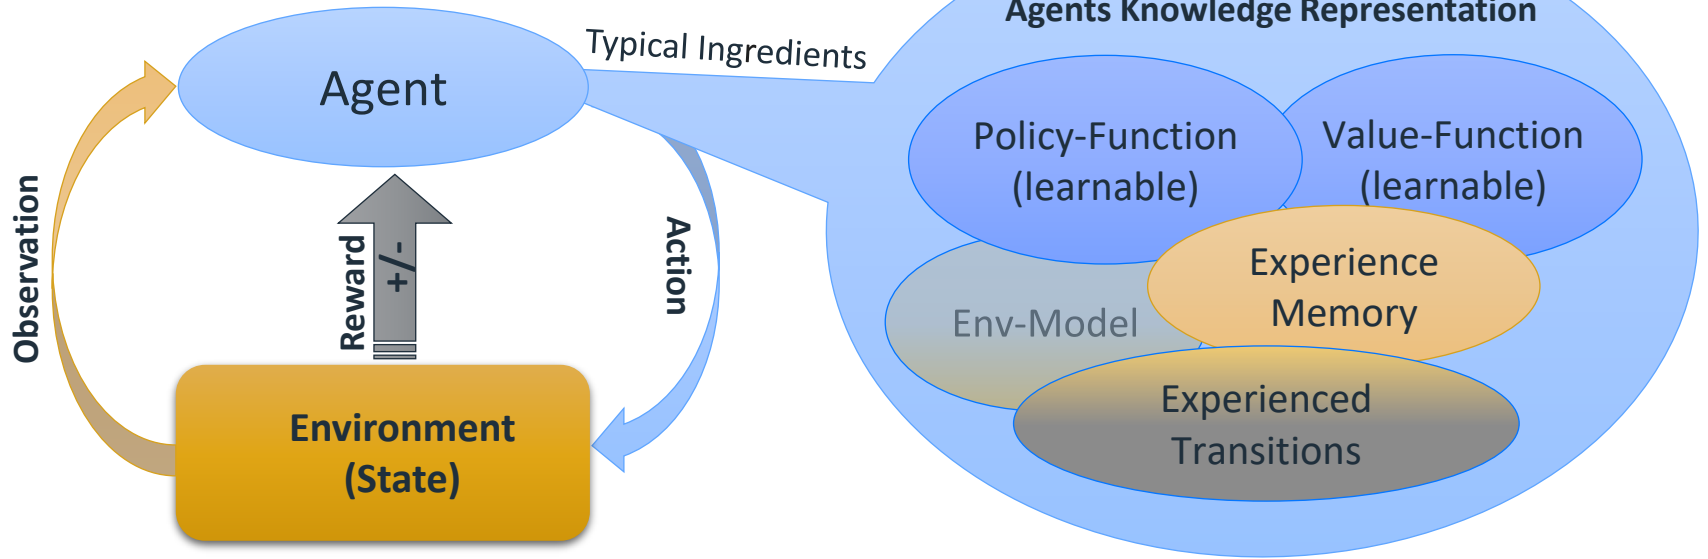 Agent
Typical Ingredients
Observation
Reward
+/-
Action
Environment
(State)
Agents Knowledge Representation
Policy-Function
(learnable)
Value-Function
(learnable)
Env-Model
Experience
Memory
Experienced
Transitions